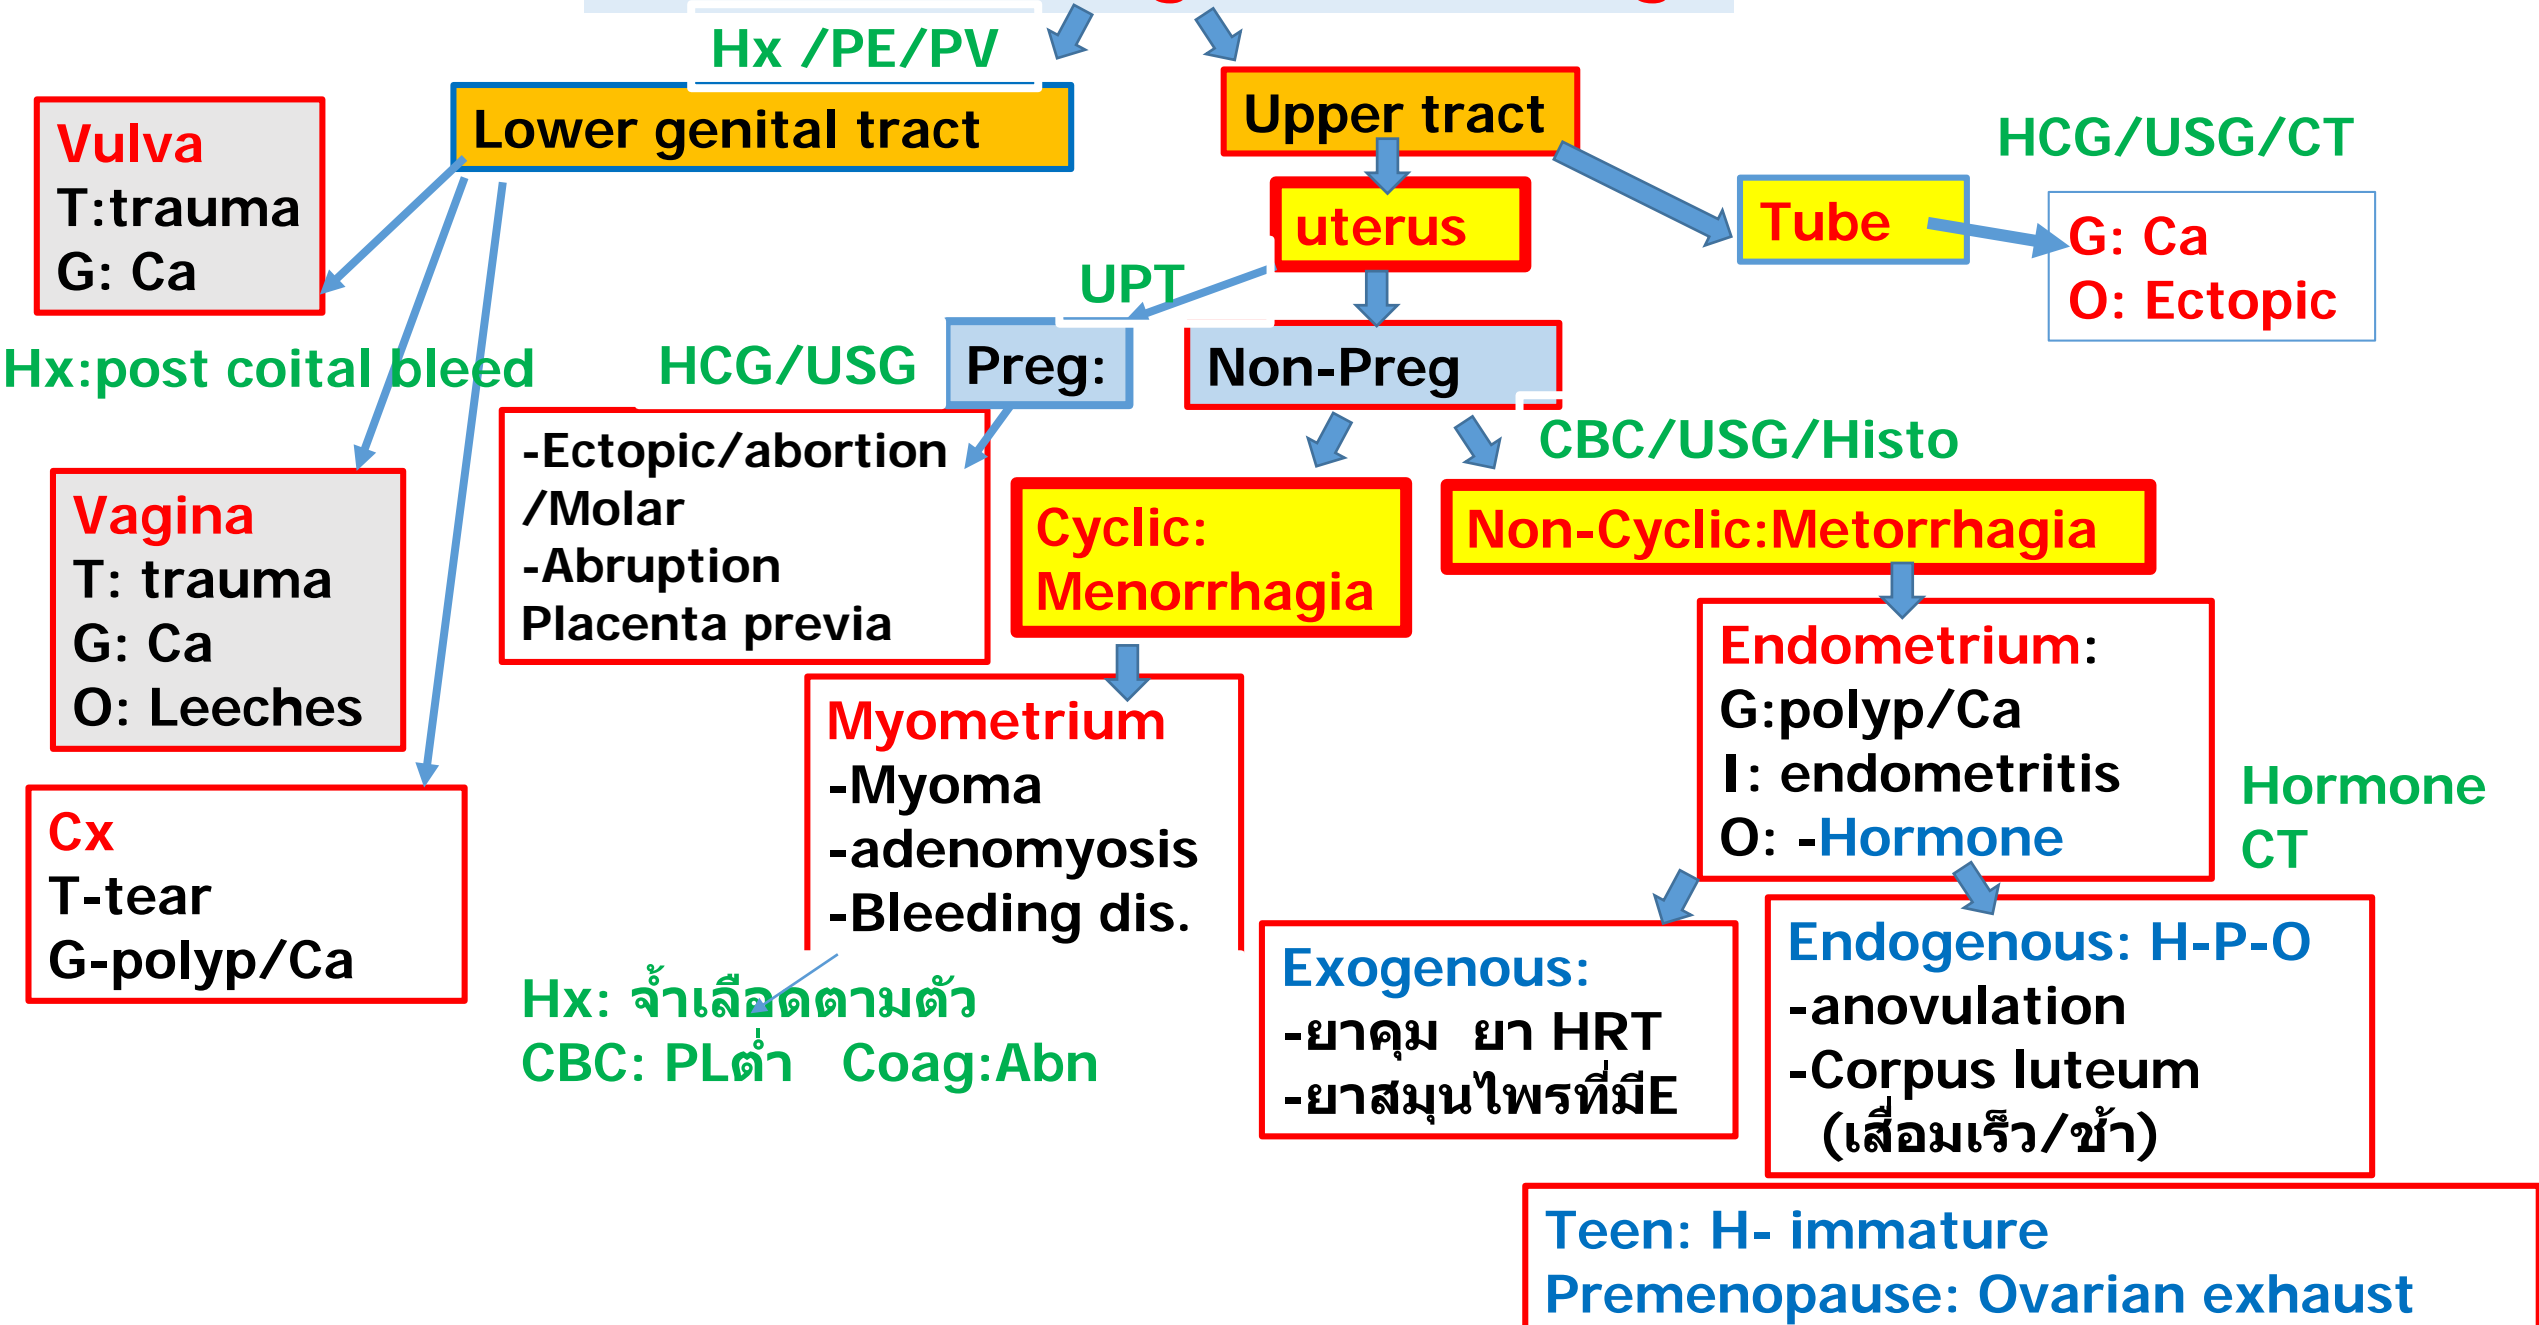 Hx /PE/PV
Lower genital tract
Upper tract
HCG/USG/CT
Vulva
T:trauma
G: Ca
uterus
Tube
G: Ca
O: Ectopic
UPT
Hx:post coital bleed
HCG/USG
Preg:
Non-Preg
-Ectopic/abortion
/Molar
-Abruption
Placenta previa
CBC/USG/Histo
Cyclic:
Menorrhagia
Non-Cyclic:Metorrhagia
Vagina
T: trauma
G: Ca
O: Leeches
Endometrium:
G:polyp/Ca
I: endometritis
O: -Hormone
Hormone
CT
Myometrium
-Myoma
-adenomyosis
-Bleeding dis.
Cx
T-tear
G-polyp/Ca
Hx: จ้ำเลือดตามตัว
CBC: PLต่ำ Coag:Abn
Exogenous:
-ยาคุม ยา HRT
-ยาสมุนไพรที่มีE
Endogenous: H-P-O
-anovulation
-Corpus luteum
(เสื่อมเร็ว/ช้า)
Teen: H- immature
Premenopause: Ovarian exhaust